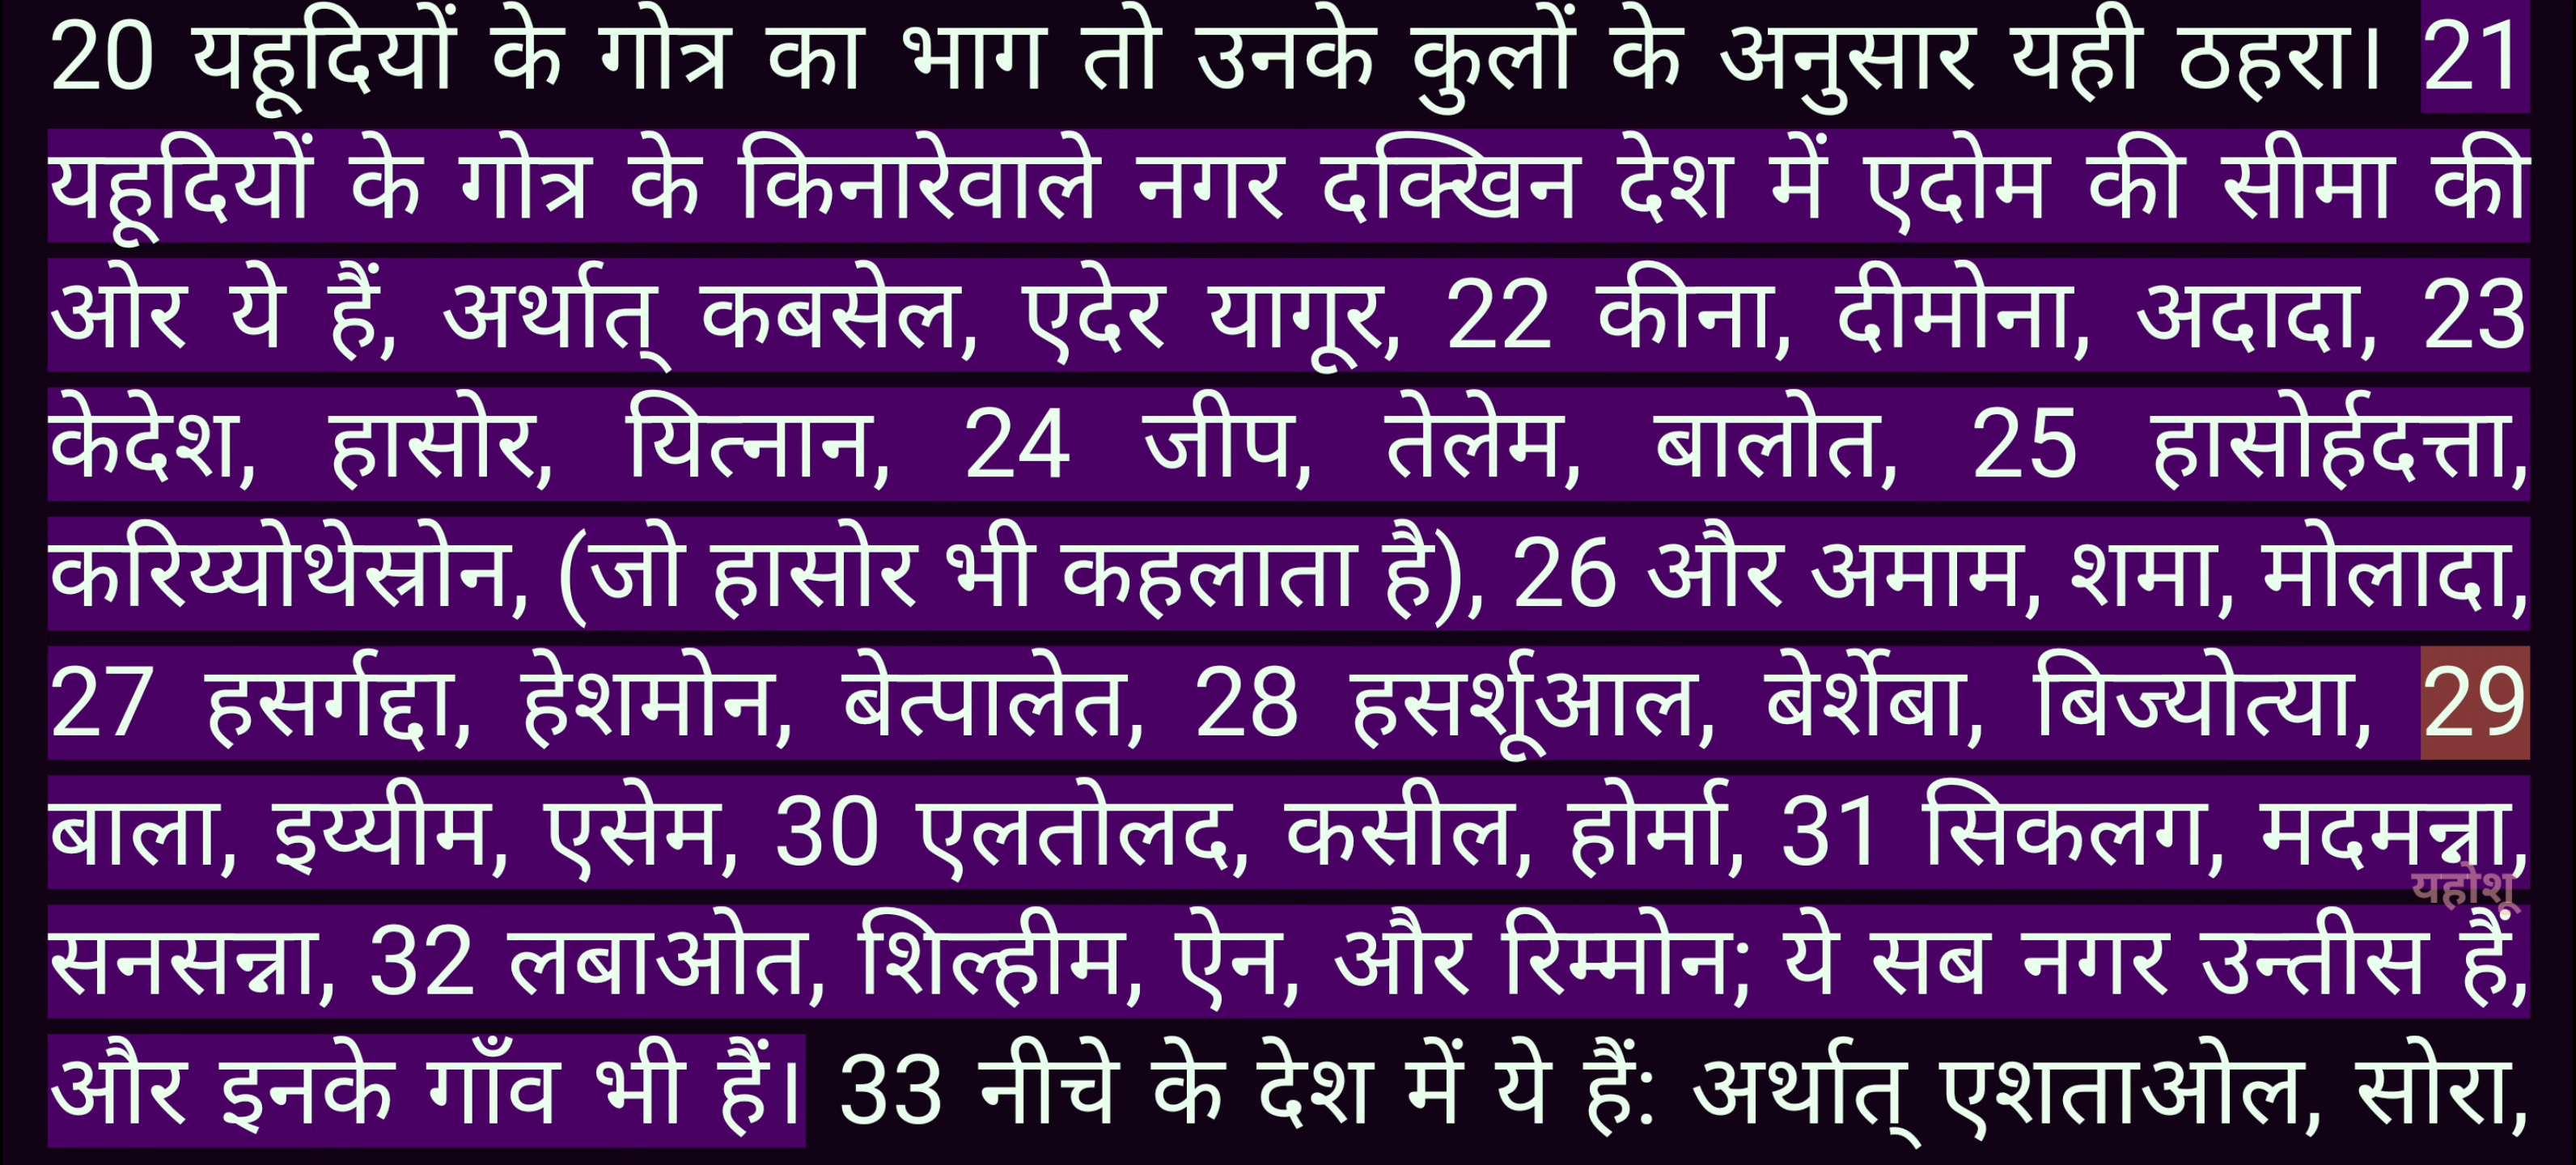 20 यहूदियों के गोत्र का भाग तो उनके कुलों के अनुसार यही ठहरा। 21
यहूदियों के गोत्र के किनारेवाले नगर दक्खिन देश में एदोम की सीमा की
ओर ये हैं, अर्थात् कबसेल, एदेर यागूर, 22 कीना, दीमोना, अदादा, 23
केदेश, हासोर, यित्नान, 24 जीप, तेलेम, बालोत, 25 हासोर्हदत्ता,
करिय्योथेस्रोन, (जो हासोर भी कहलाता है), 26 और अमाम, शमा, मोलादा,
27 हसर्गद्दा, हेशमोन, बेत्पालेत, 28 हसर्शूआल, बेर्शेबा, बिज्योत्या, 29
बाला, इय्यीम, एसेम, 30 एलतोलद, कसील, होर्मा, 31 सिकलग, मदमन्ना,
यहोशू
सनसन्ना, 32 लबाओत, शिल्हीम, ऐन, और रिम्मोन; ये सब नगर उन्तीस हैं,
और इनके गाँव भी हैं। 33 नीचे के देश में ये हैं: अर्थात् एशताओल, सोरा,